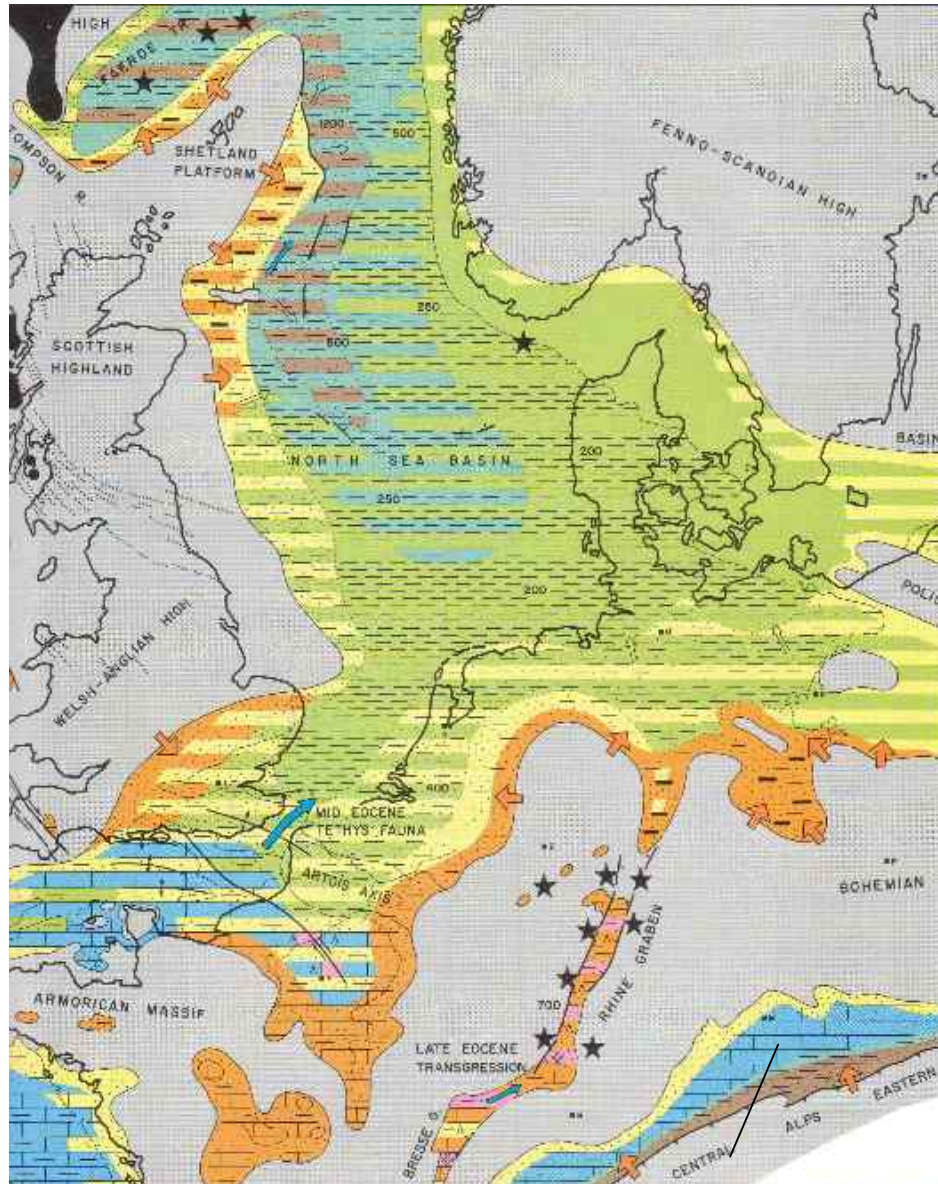 HIGH
FAEROE TR.
TOMPSON R.
SHETLAND
PLATFORM
1200
500
FENNO-SCANDIAN HIGH
250
600
SCOTTISH
HIGHLAND
NORTH SEA BASIN
200
BASIN
250
200
WELSH-ANGLIAN HIGH
400
MID EOCENE
TETHYS FAUNA
ARTOIS AXIS
BOHEMIAN
ARMORICAN MASSIF
700
RHINE GRABEN
LATE EOCENE
TRANSGRESSION
BRESSE G
CENTRAL ALPS EASTERN